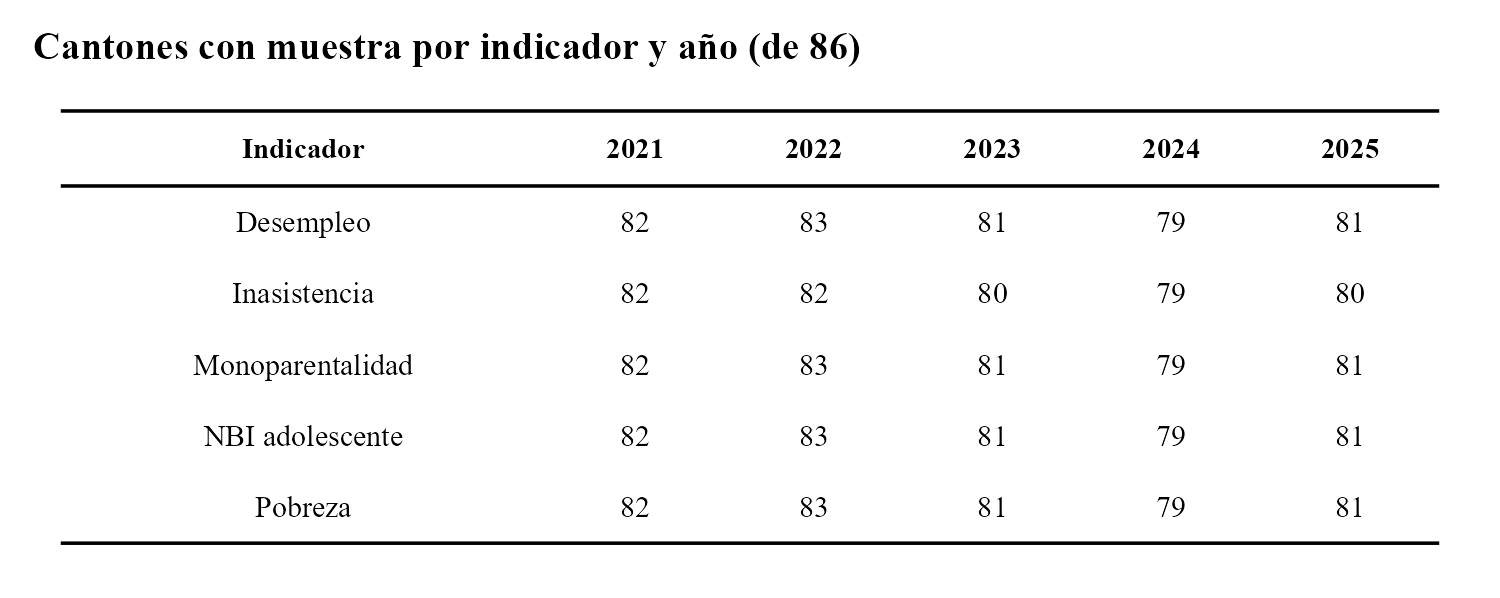 Cantones con muestra por indicador y año (de 86)
Indicador 2021 2022 2023 2024 2025
Desempleo 82 83 81 79 81
Inasistencia 82 82 80 79 80
Monoparentalidad 82 83 81 79 81
NBI adolescente 82 83 81 79 81
Pobreza 82 83 81 79 81